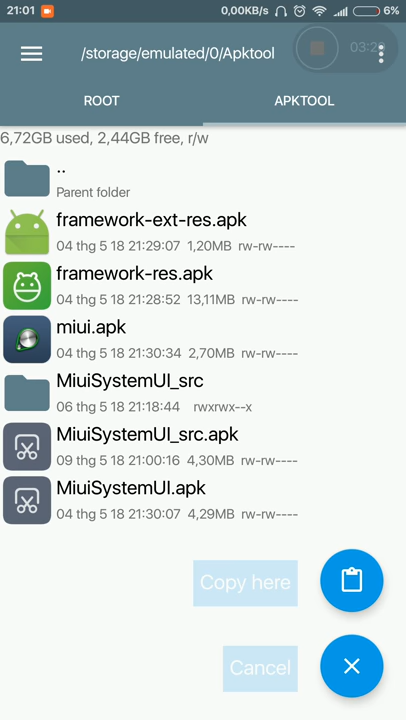 21:01 0,00KB/s 6%
/storage/emulated/0/Apktool
ROOT APKTOOL
6,72GB used, 2,44GB free, r/w
..
Parent folder
framework-ext-res.apk
04 thg 5 18 21:29:07 1,20MB rw-rw----
framework-res.apk
04 thg 5 18 21:28:52 13,11MB rw-rw----
miui.apk
04 thg 5 18 21:30:34 2,70MB rw-rw----
MiuiSystemUI_src
06 thg 5 18 21:18:44 rwxrwx--x
MiuiSystemUI_src.apk
09 thg 5 18 21:00:16 4,30MB rw-rw----
MiuiSystemUI.apk
04 thg 5 18 21:30:07 4,29MB rw-rw----
Copy here
Cancel